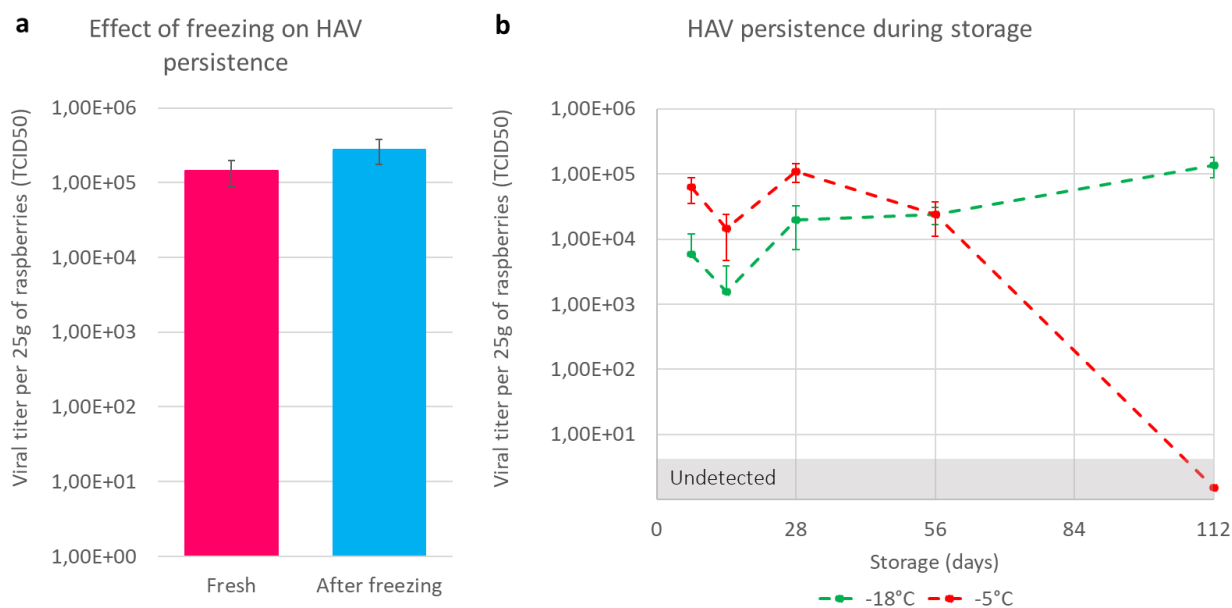 a
Effect of freezing on HAV
persistence
Viral titer per 25g of raspberries (TCID50)
1,00E+06
1,00E+05
1,00E+04
1,00E+03
1,00E+02
1,00E+01
1,00E+00
Fresh
After freezing
b
HAV persistence during storage
Viral titer per 25g of raspberries (TCID50)
1,00E+06
1,00E+05
1,00E+04
1,00E+03
1,00E+02
1,00E+01
Undetected
0
28
56
84
112
Storage (days)
-18°C
-5°C